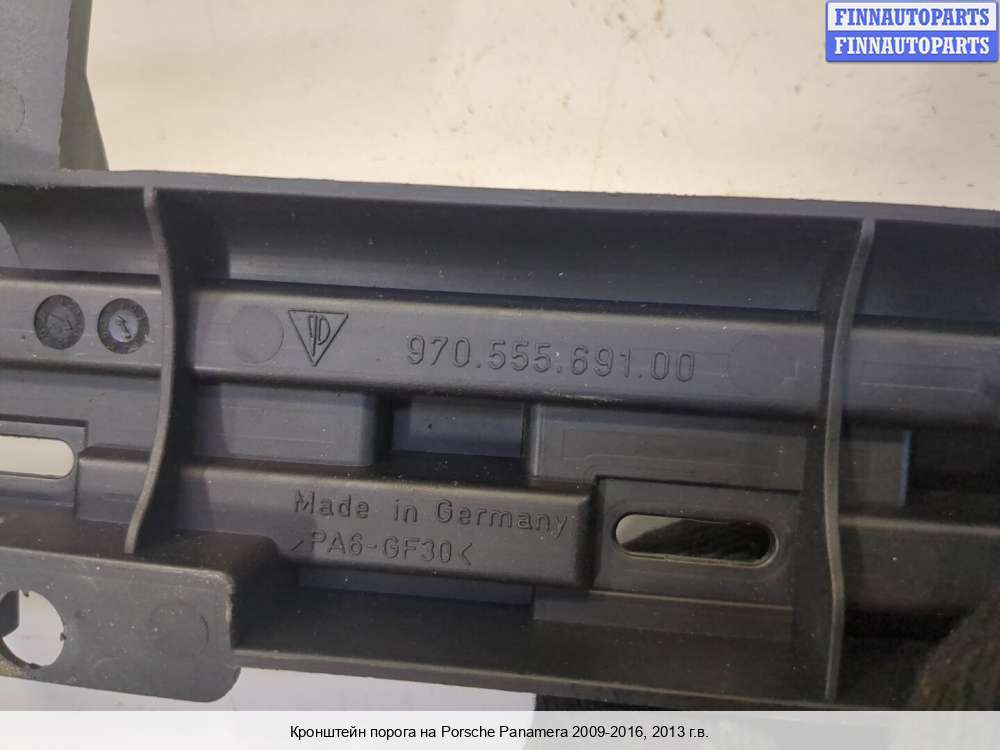 FINNAUTOPARTS
FINNAUTOPARTS
970.555.691.00
Made in Germany
>PA6-GF30<
Кронштейн порога на Porsche Panamera 2009-2016, 2013 г.в.